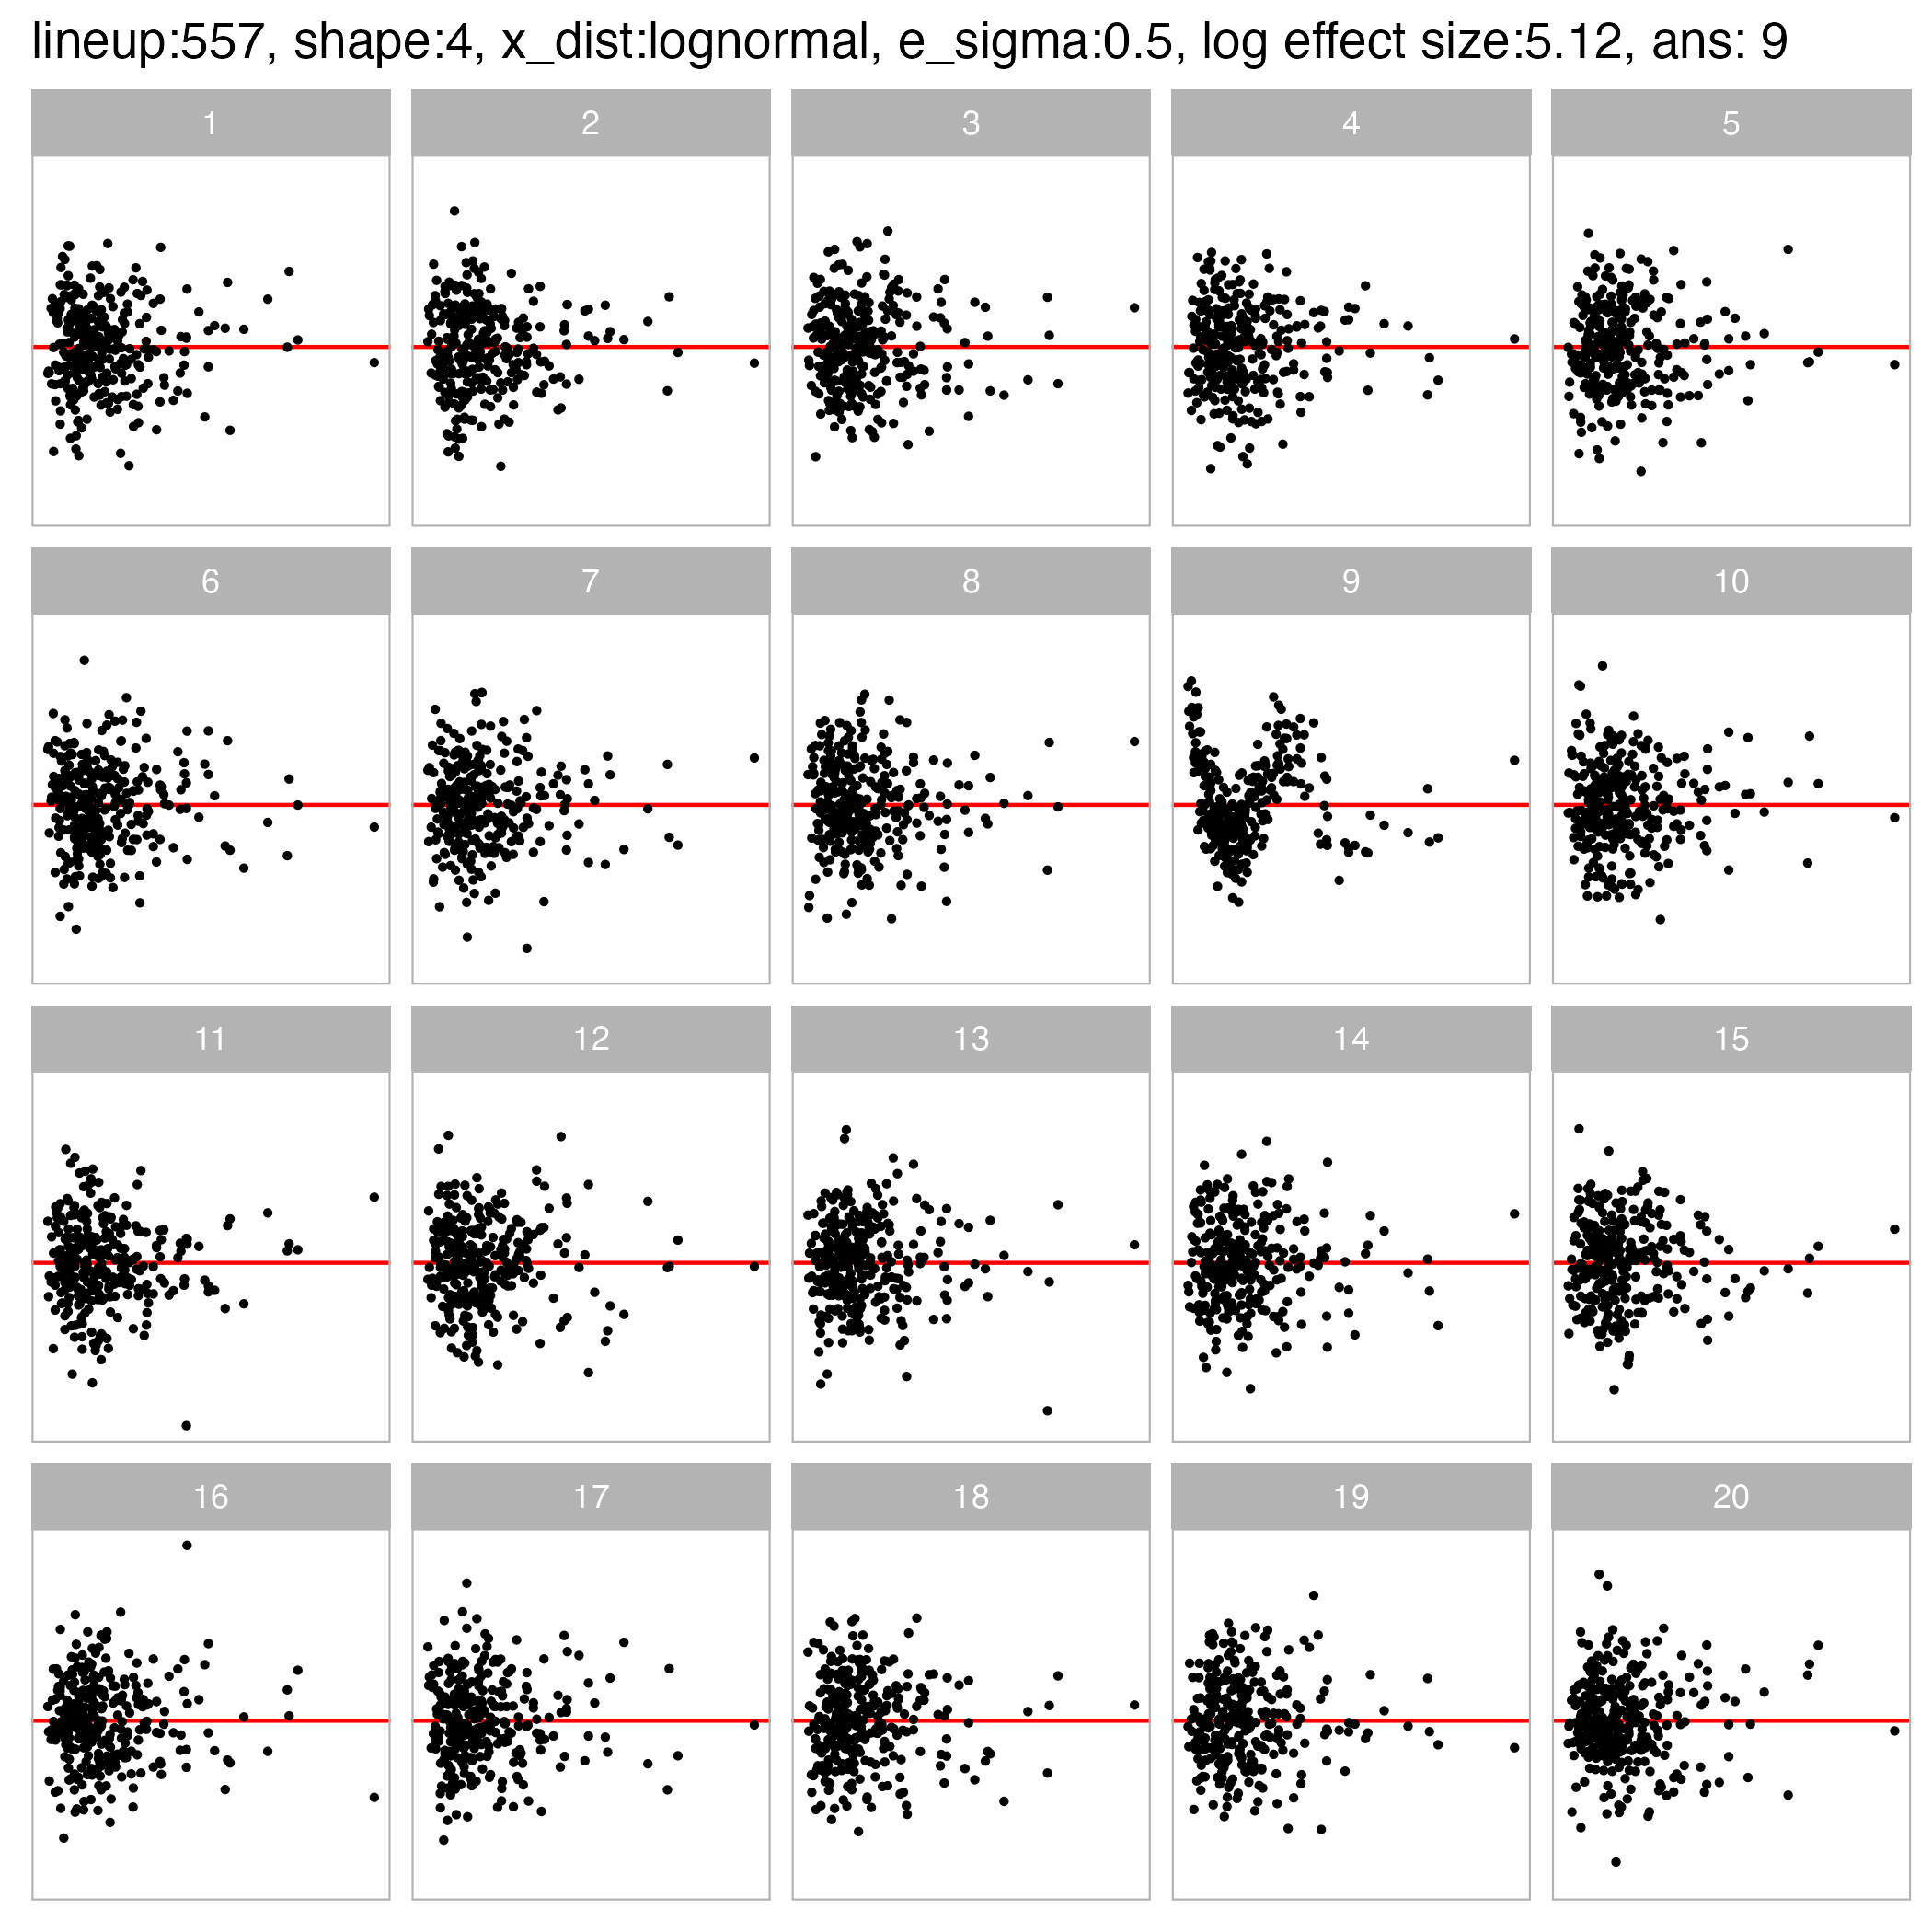 lineup:557, shape:4, x_dist:lognormal, e_sigma:0.5, log effect size:5.12, ans: 9
1 2 3 4 5
6 7 8 9 10
11 12 13 14 15
16 17 18 19 20